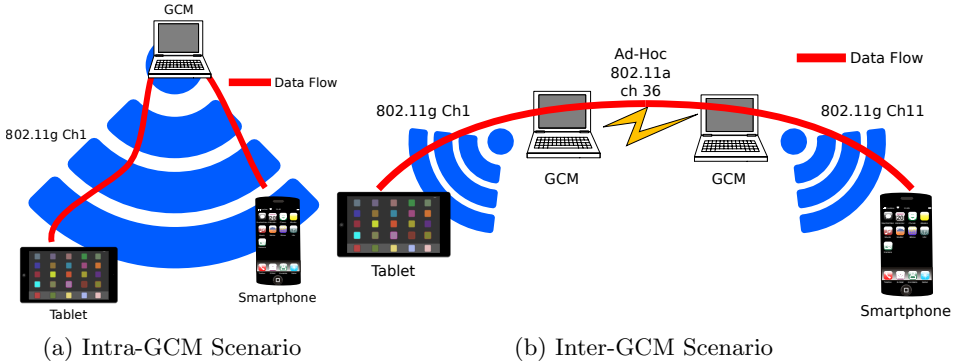 GCM
Data Flow
802.11g Ch1
Tablet
Smartphone
(a) Intra-GCM Scenario
Ad-Hoc
802.11a
ch 36
Data Flow
802.11g Ch1
802.11g Ch11
GCM
GCM
Tablet
Smartphone
(b) Inter-GCM Scenario